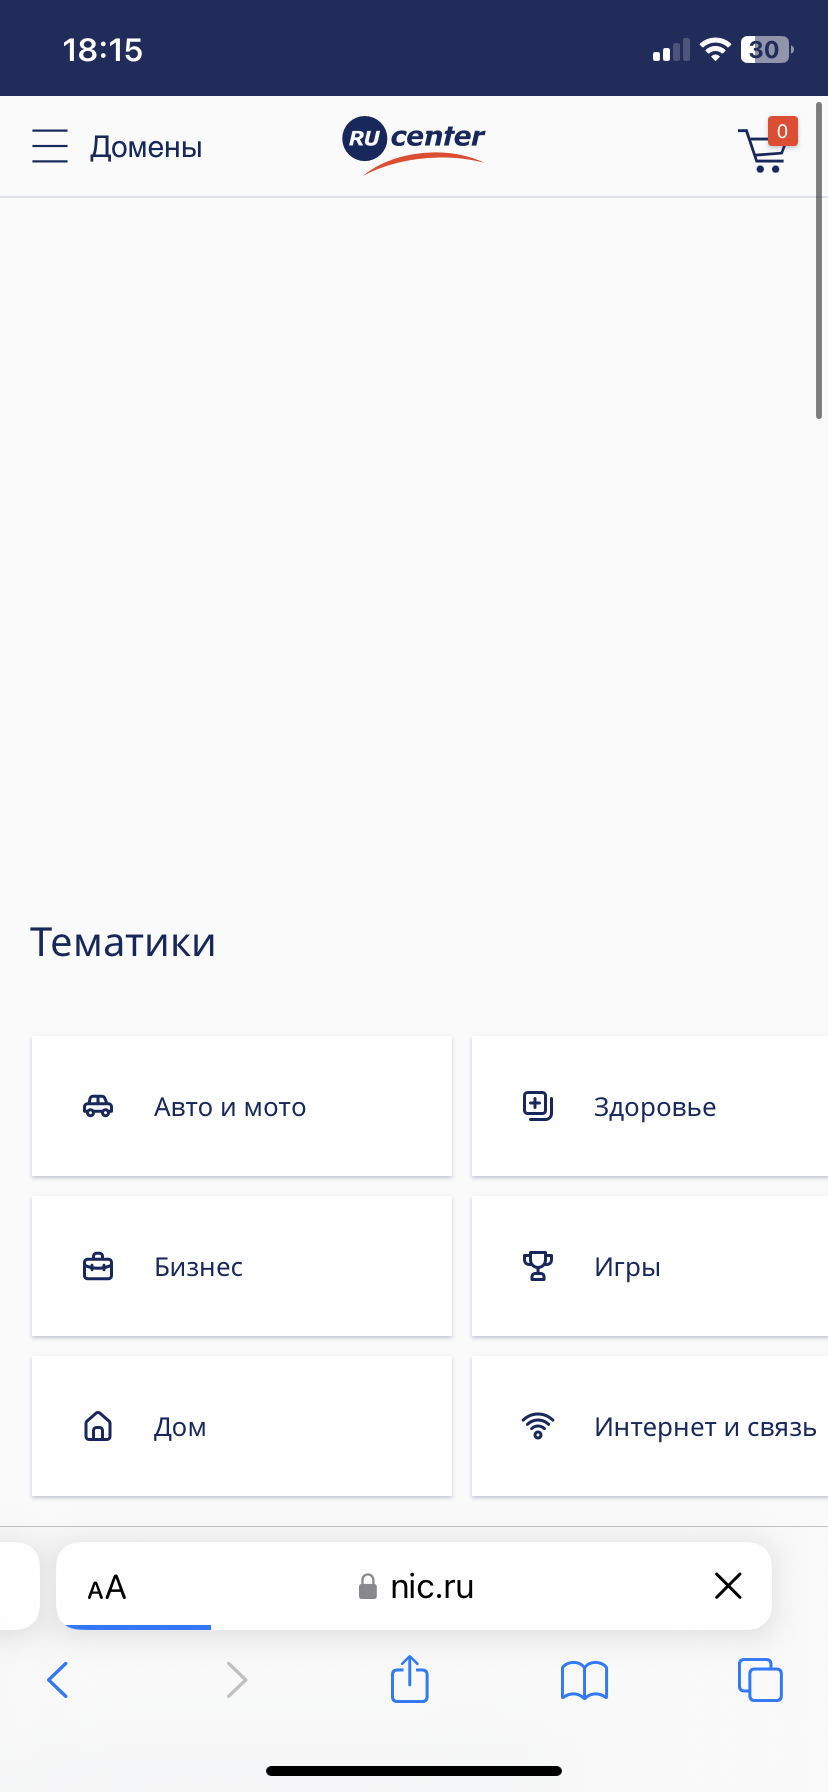 18:15
30
Домены
RU center
0
Тематики
Авто и мото
Здоровье
Бизнес
Игры
Дом
Интернет и связь
AA
nic.ru